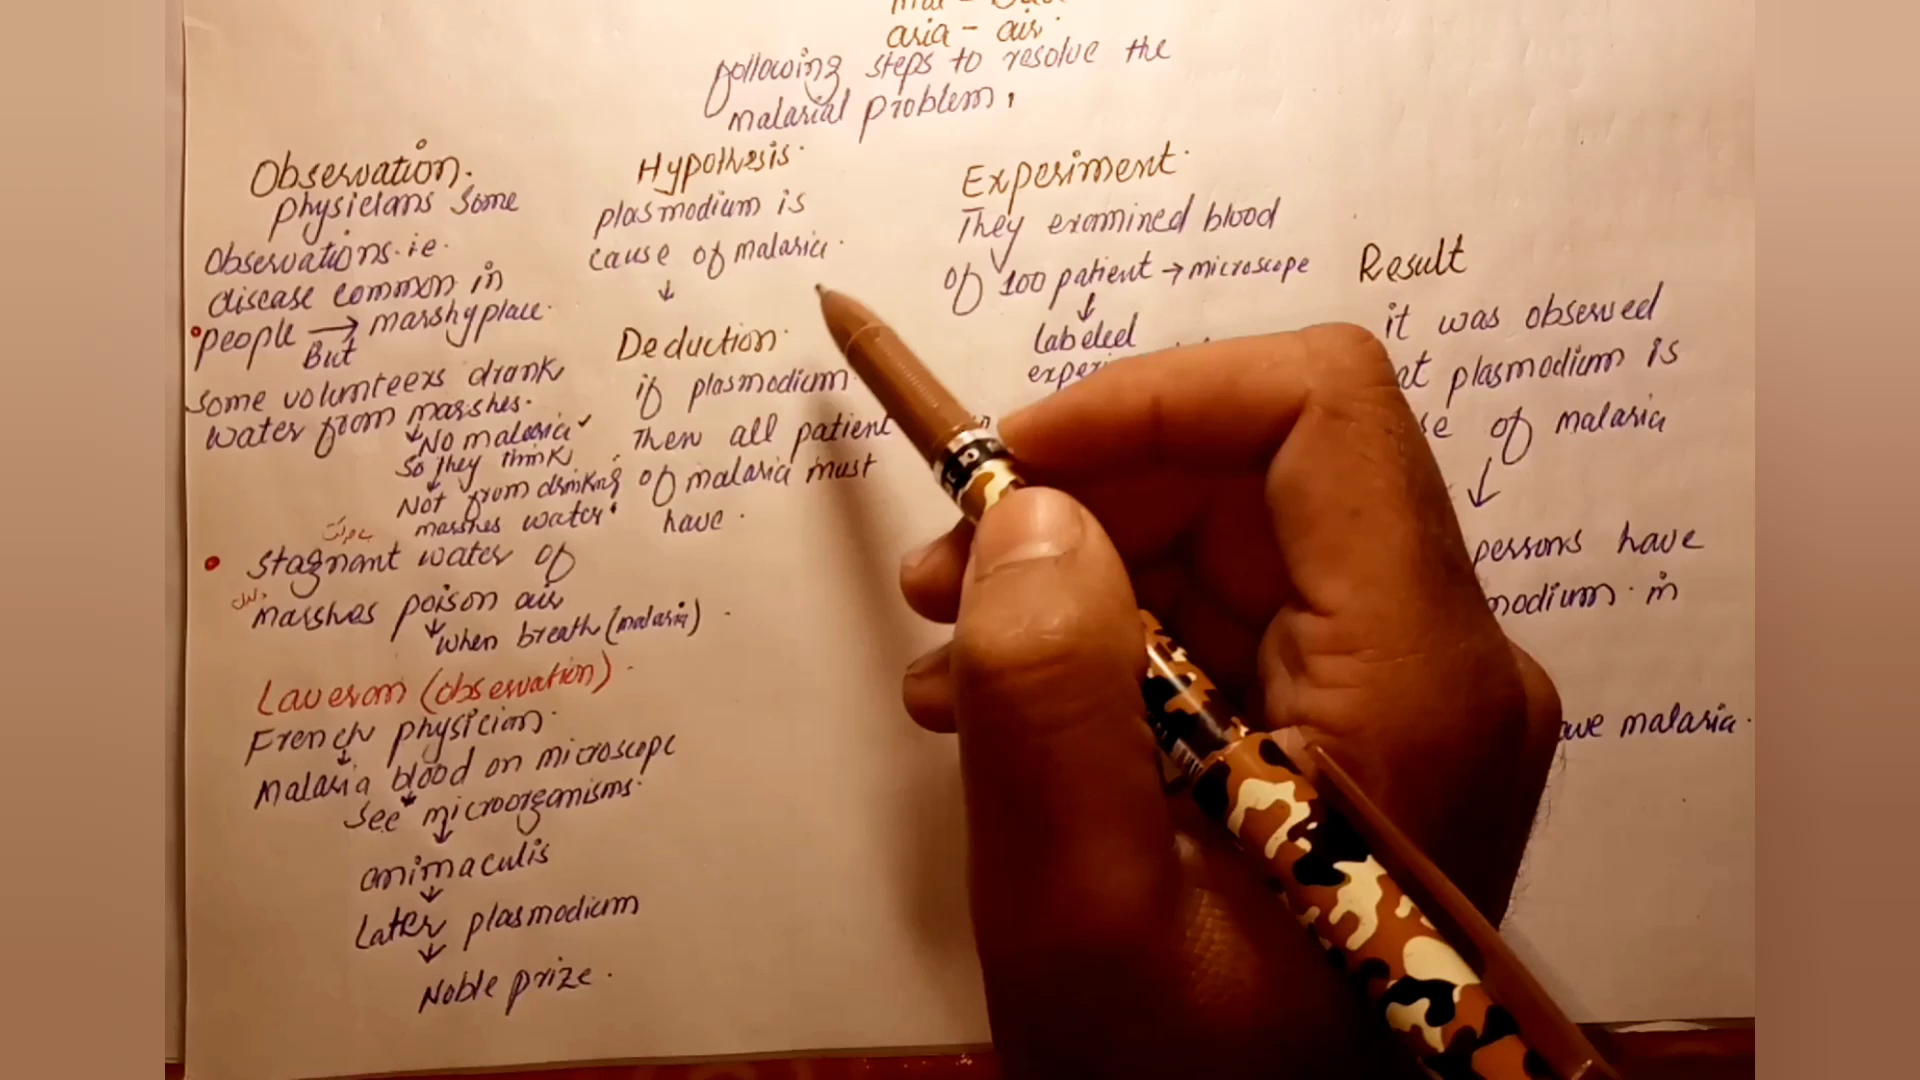 aria - air.
following steps to resolve the
malarial problem.
Observation.
physicians some
observations. i.e.
disease common in
people → marshy place.
But
some volunteers drank
water from marshes.
No malaria ✓
so they think
Not from drinking
marshes water.
stagnant water of
marshes poison air
when breath (malaria)
Laveran (observation)
French physician.
malaria blood on microscope
see microorganisms.
animaculis
Later plasmodium
Noble prize.
Hypothesis.
plasmodium is
cause of malaria.
↓
Deduction.
if plasmodium
Then all patient
of malaria must
have.
Experiment.
They examined blood
of 100 patient → microscope
↓
labeled
Result
it was observed
at plasmodium is
se of malaria
↓
persons have
modium in
ave malaria.